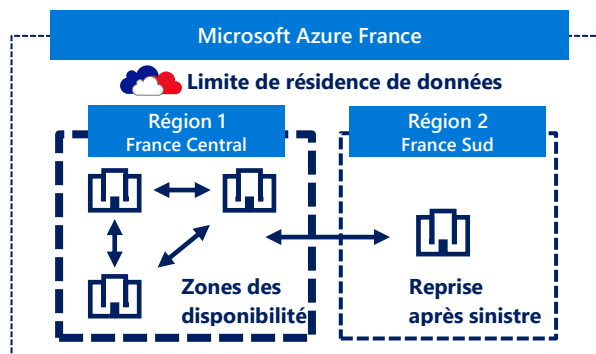 Microsoft Azure France
Limite de résidence de données
Région 1
France Central
Région 2
France Sud
Zones des
disponibilité
Reprise
après sinistre